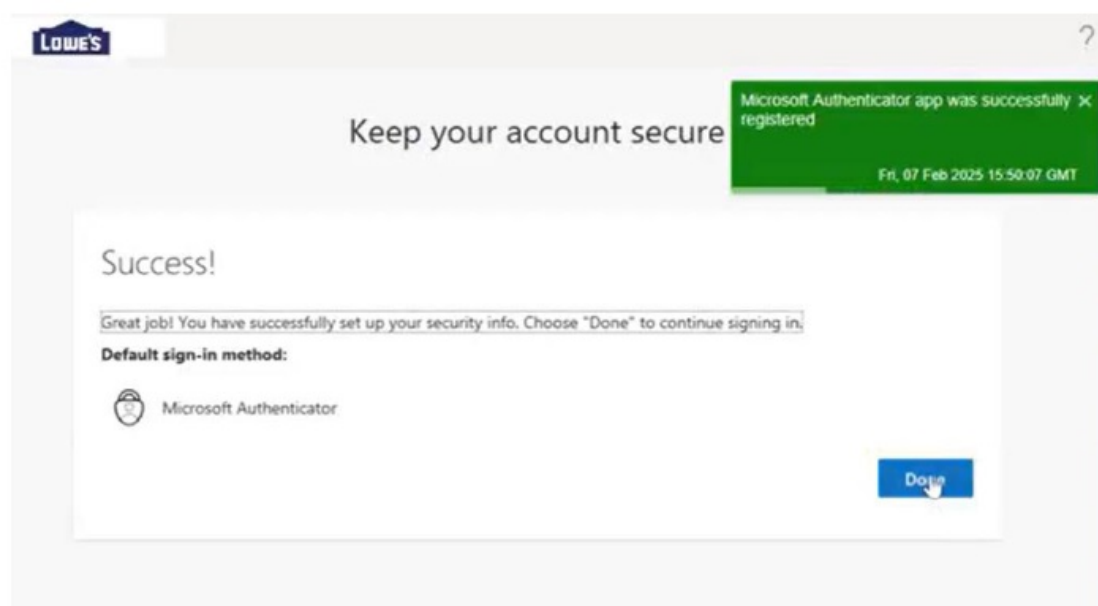 LOWE'S
?
Keep your account secure
Microsoft Authenticator app was successfully ×
registered
Fri, 07 Feb 2025 15:50:07 GMT
Success!
Great job! You have successfully set up your security info. Choose "Done" to continue signing in.
Default sign-in method:
Microsoft Authenticator
Done